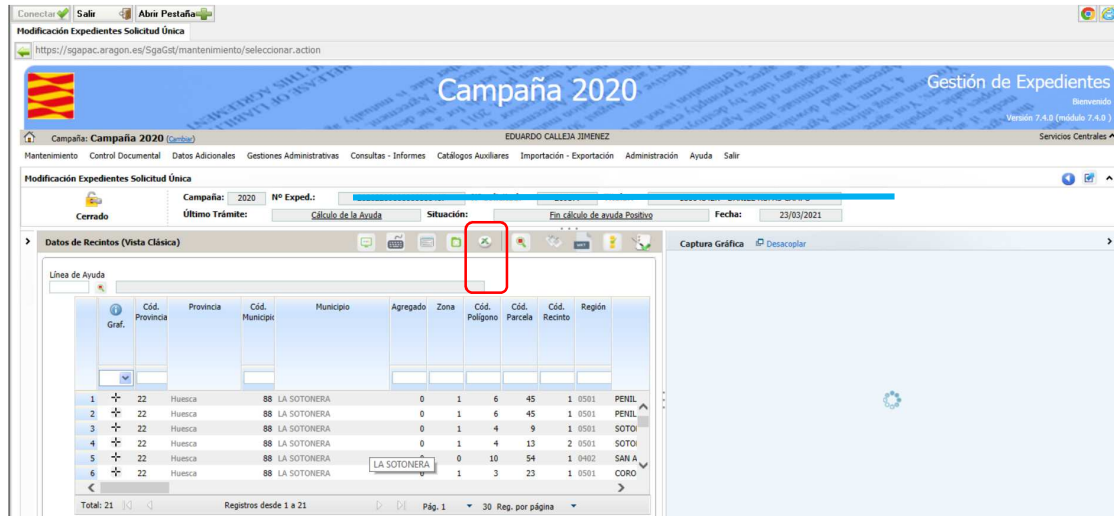 Conectar Salir Abrir Pestaña
Modificación Expedientes Solicitud Única
https://sgapac.aragon.es/SgaGst/mantenimiento/seleccionar.action
Campaña 2020
Gestión de Expedientes
Bienvenido
Versión 7.4.0 (módulo 7.4.0 )
Campaña: Campaña 2020 (Cambiar) EDUARDO CALLEJA JIMENEZ Servicios Centrales
Mantenimiento Control Documental Datos Adicionales Gestiones Administrativas Consultas - Informes Catálogos Auxiliares Importación - Exportación Administración Ayuda Salir
Modificación Expedientes Solicitud Única
Campaña: 2020 Nº Exped.:
Cerrado Último Trámite: Cálculo de la Ayuda Situación: Fin cálculo de ayuda Positivo Fecha: 23/03/2021
Datos de Recintos (Vista Clásica) Captura Gráfica Desacoplar
Línea de Ayuda
Graf. Cód. Provincia Provincia Cód. Municipio Municipio Agregado Zona Cód. Polígono Cód. Parcela Cód. Recinto Región
1 22 Huesca 88 LA SOTONERA 0 1 6 45 1 0501 PENIL
2 22 Huesca 88 LA SOTONERA 0 1 6 45 1 0501 PENIL
3 22 Huesca 88 LA SOTONERA 0 1 4 9 1 0501 SOTO
4 22 Huesca 88 LA SOTONERA 0 1 4 13 2 0501 SOTO
5 22 Huesca 88 LA SOTONERA 0 0 10 54 1 0402 SAN A
LA SOTONERA
6 22 Huesca 88 LA SOTONERA 0 1 3 23 1 0501 CORO
Total: 21 Registros desde 1 a 21 Pág. 1 30 Reg. por página